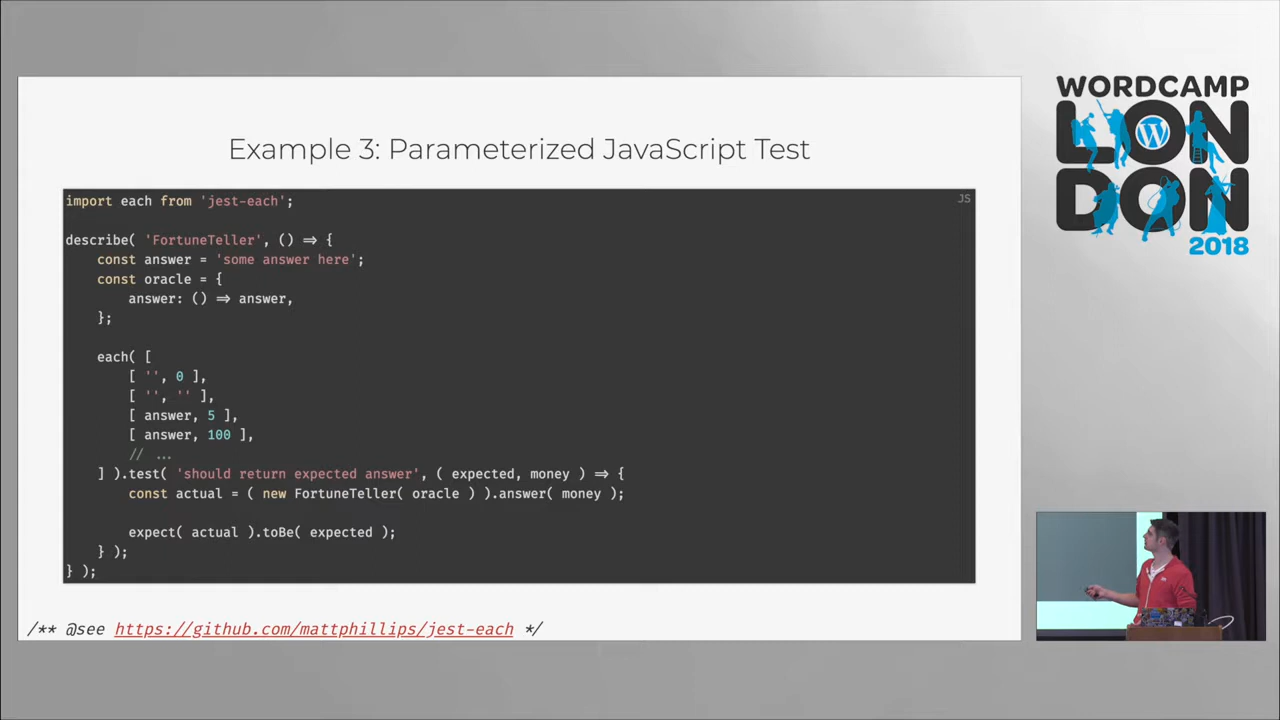 Example 3: Parameterized JavaScript Test
JS
import each from 'jest-each';
describe( 'FortuneTeller', () => {
const answer = 'some answer here';
const oracle = {
answer: () => answer,
};
each( [
[ '', 0 ],
[ '', '' ],
[ answer, 5 ],
[ answer, 100 ],
// ...
] ).test( 'should return expected answer', ( expected, money ) => {
const actual = ( new FortuneTeller( oracle ) ).answer( money );
expect( actual ).toBe( expected );
} );
} );
/** @see https://github.com/mattphillips/jest-each */
WORDCAMP
LON
DON
2018